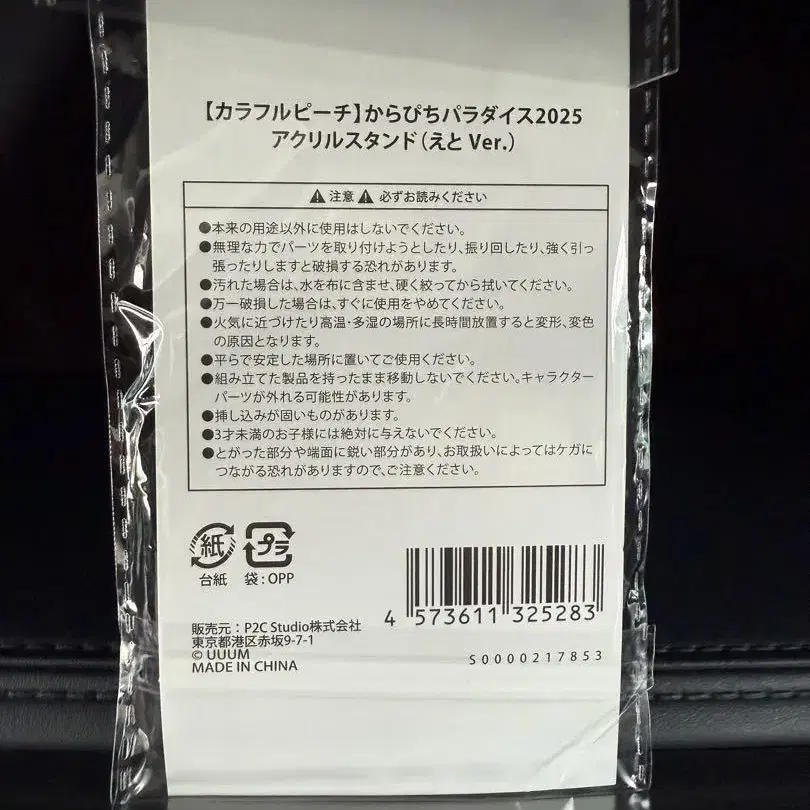 【カラフルピーチ】からぴちパラダイス2025
アクリルスタンド(えと Ver.)
⚠注意⚠ 必ずお読みください
●本来の用途以外に使用はしないでください。
●無理な力でパーツを取り付けようとしたり、振り回したり、強く引っ
張ったりしますと破損する恐れがあります。
●汚れた場合は、水を布に含ませ、硬く絞ってから拭いてください。
●万一破損した場合は、すぐに使用をやめてください。
●火気に近づけたり高温・多湿の場所に長時間放置すると変形、変色
の原因となります。
●平らで安定した場所に置いてご使用ください。
●組み立てた製品を持ったまま移動しないでください。キャラクター
パーツが外れる可能性があります。
●挿し込みが固いものがあります。
●3才未満のお子様には絶対に与えないでください。
●とがった部分や端面に鋭い部分があり、お取扱いによってはケガに
つながる恐れがありますので、ご注意ください。
紙 プラ
台紙 袋:OPP
販売元:P2C Studio株式会社
東京都港区赤坂9-7-1
© UUUM
MADE IN CHINA
4 573611 325283
S0000217853